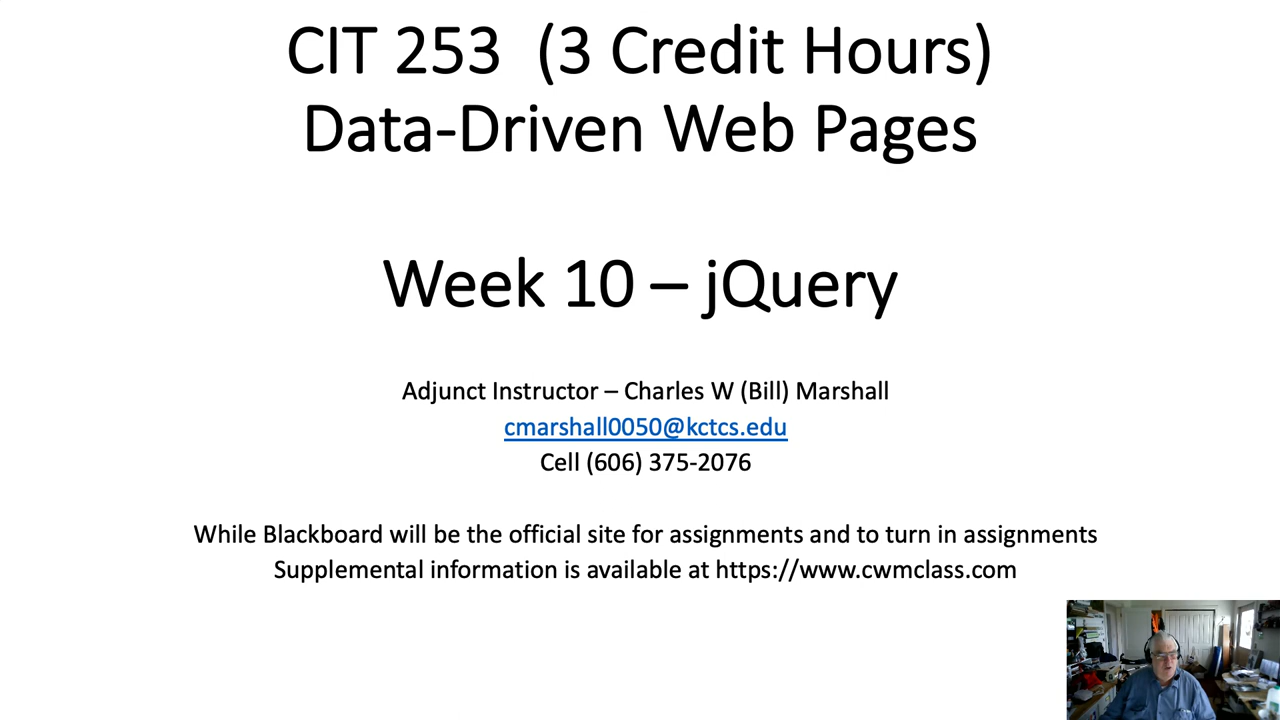 CIT 253 (3 Credit Hours)
Data-Driven Web Pages
Week 10 – jQuery
Adjunct Instructor – Charles W (Bill) Marshall
cmarshall0050@kctcs.edu
Cell (606) 375-2076
While Blackboard will be the official site for assignments and to turn in assignments
Supplemental information is available at https://www.cwmclass.com